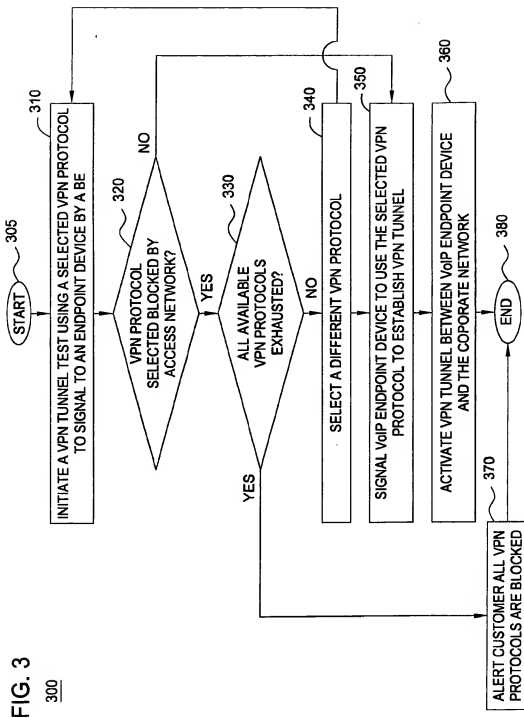 FIG. 3
300
START
305
310
INITIATE A VPN TUNNEL TEST USING A SELECTED VPN PROTOCOL
TO SIGNAL TO AN ENDPOINT DEVICE BY A BE
320
VPN PROTOCOL
SELECTED BLOCKED BY
ACCESS NETWORK?
NO
YES
330
ALL AVAILABLE
VPN PROTOCOLS
EXHAUSTED?
YES
NO
340
SELECT A DIFFERENT VPN PROTOCOL
350
SIGNAL VoIP ENDPOINT DEVICE TO USE THE SELECTED VPN
PROTOCOL TO ESTABLISH VPN TUNNEL
360
ACTIVATE VPN TUNNEL BETWEEN VoIP ENDPOINT DEVICE
AND THE COPORATE NETWORK
370
ALERT CUSTOMER ALL VPN
PROTOCOLS ARE BLOCKED
380
END